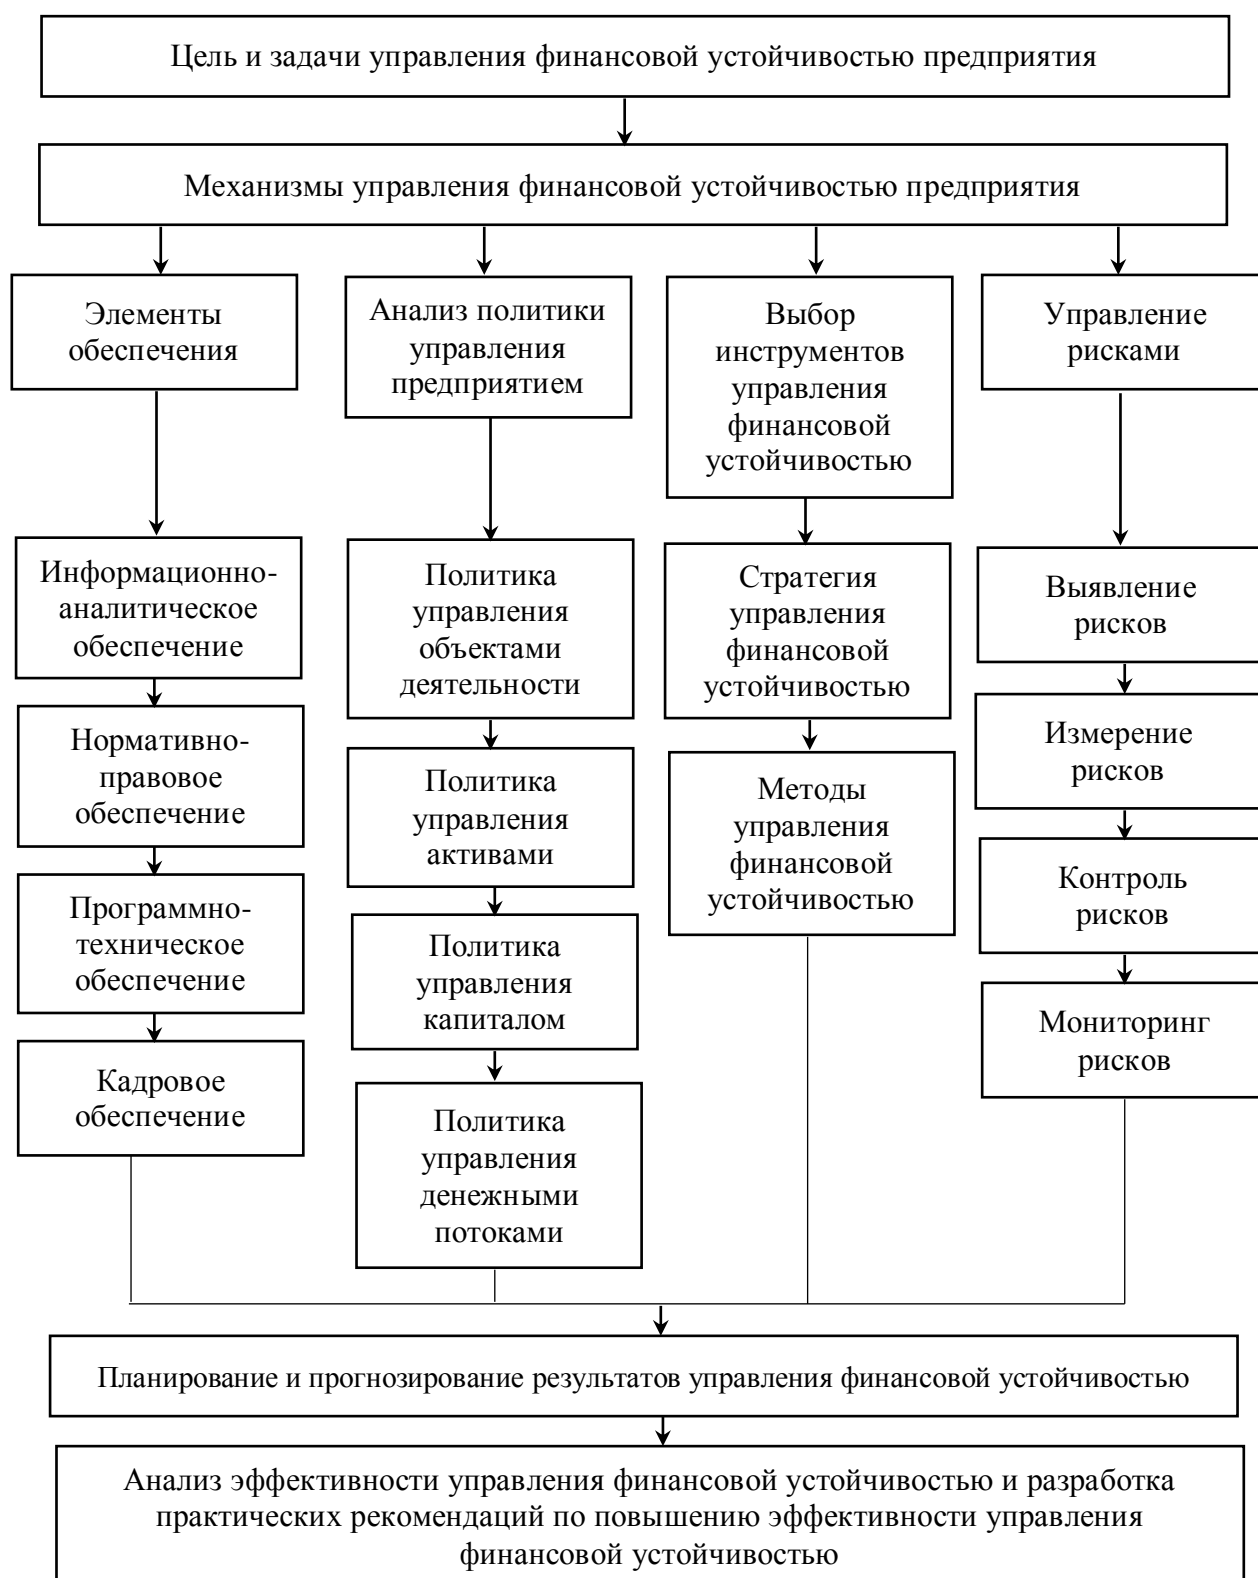 Цель и задачи управления финансовой устойчивостью предприятия
Механизмы управления финансовой устойчивостью предприятия
Элементы
обеспечения
Анализ политики
управления
предприятием
Выбор
инструментов
управления
финансовой
устойчивостью
Управление
рисками
Информационно-
аналитическое
обеспечение
Нормативно-
правовое
обеспечение
Программно-
техническое
обеспечение
Кадровое
обеспечение
Политика
управления
объектами
деятельности
Политика
управления
активами
Политика
управления
капиталом
Политика
управления
денежными
потоками
Стратегия
управления
финансовой
устойчивостью
Методы
управления
финансовой
устойчивостью
Выявление
рисков
Измерение
рисков
Контроль
рисков
Мониторинг
рисков
Планирование и прогнозирование результатов управления финансовой устойчивостью
Анализ эффективности управления финансовой устойчивостью и разработка
практических рекомендаций по повышению эффективности управления
финансовой устойчивостью